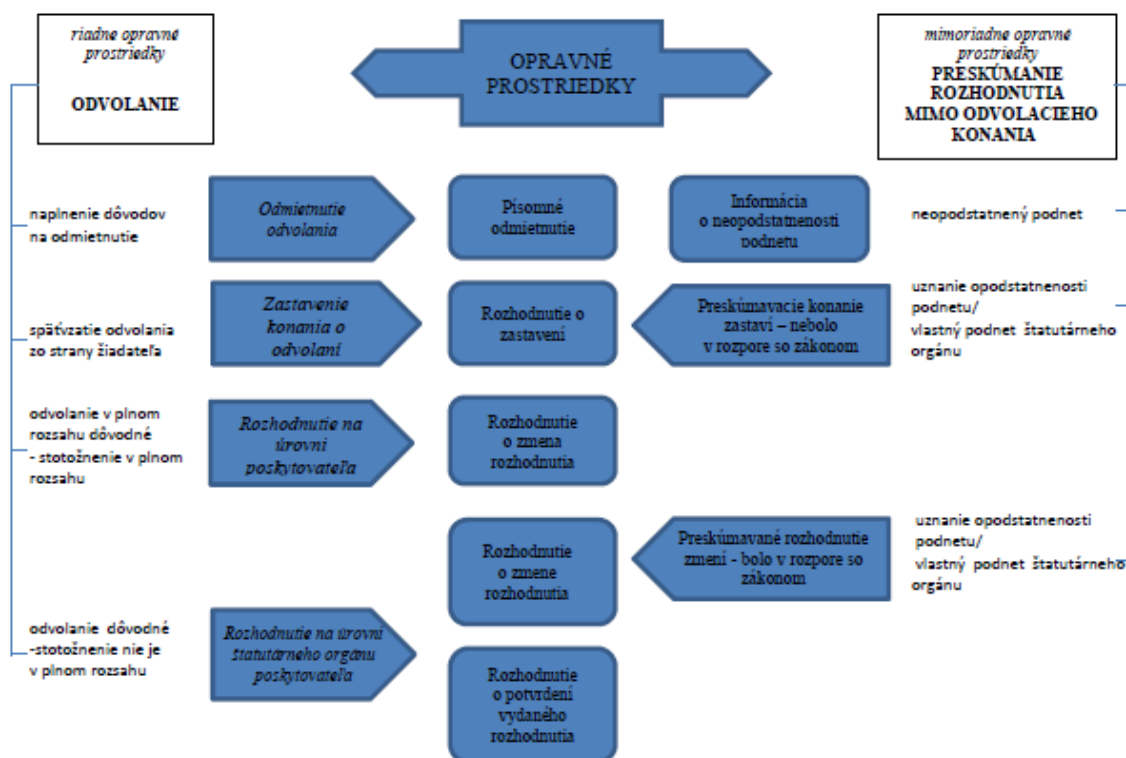 riadne opravné
prostriedky
ODVOLANIE
OPRAVNÉ
PROSTRIEDKY
mimoriadne opravné
prostriedky
PRESKÚMANIE
ROZHODNUTIA
MIMO ODVOLACIEHO
KONANIA
naplnenie dôvodov
na odmietnutie
Odmietnutie
odvolania
Písomné
odmietnutie
Informácia
o neopodstatnenosti
podnetu
neopodstatnený podnet
späťvzatie odvolania
zo strany žiadateľa
Zastavenie
konania o
odvolaní
Rozhodnutie o
zastavení
Preskúmavacie konanie
zastaví – nebolo
v rozpore so zákonom
uznanie opodstatnenosti
podnetu/
vlastný podnet štatutárneho
orgánu
odvolanie v plnom
rozsahu dôvodné
- stotožnenie v plnom
rozsahu
Rozhodnutie na
úrovni
poskytovateľa
Rozhodnutie
o zmena
rozhodnutia
Rozhodnutie
o zmene
rozhodnutia
Preskúmavané rozhodnutie
zmení - bolo v rozpore so
zákonom
uznanie opodstatnenosti
podnetu/
vlastný podnet štatutárneho
orgánu
odvolanie dôvodné
-stotožnenie nie je
v plnom rozsahu
Rozhodnutie na úrovni
štatutárneho orgánu
poskytovateľa
Rozhodnutie
o potvrdení
vydaného
rozhodnutia